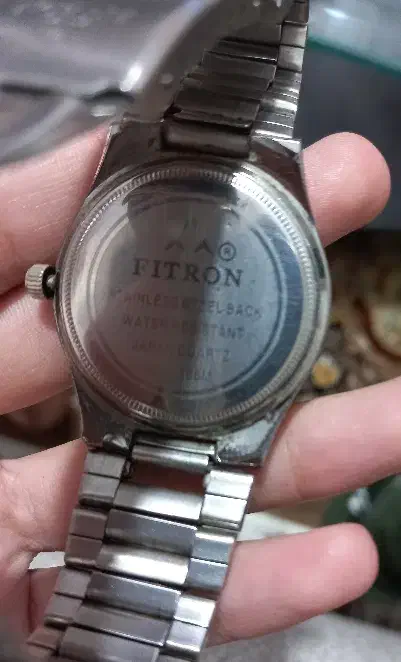 ®
FITRON
STAINLESS STEEL BACK
WATER RESISTANT
JAPAN QUARTZ